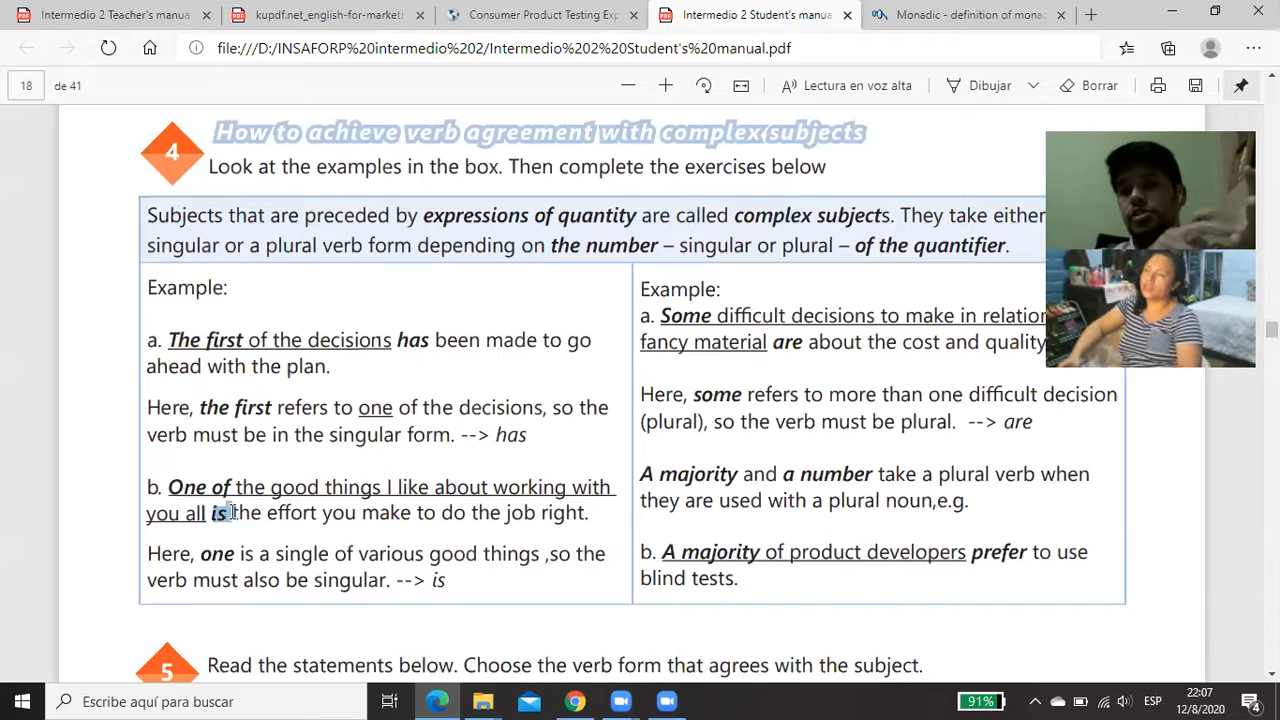 Intermedio 2 Teacher's manua
kupdf.net_english-for-marketi
Consumer Product Testing Exp
Intermedio 2 Student's manua
Monadic - definition of monac
file:///D:/INSAFORP%20intermedio%202/Intermedio%202%20Student's%20manual.pdf
18 de 41
Lectura en voz alta
Dibujar
Borrar
4
How to achieve verb agreement with complex subjects
Look at the examples in the box. Then complete the exercises below
Subjects that are preceded by expressions of quantity are called complex subjects. They take either
singular or a plural verb form depending on the number – singular or plural – of the quantifier.
Example:
a. The first of the decisions has been made to go
ahead with the plan.
Here, the first refers to one of the decisions, so the
verb must be in the singular form. --> has
b. One of the good things I like about working with
you all is the effort you make to do the job right.
Here, one is a single of various good things ,so the
verb must also be singular. --> is
Example:
a. Some difficult decisions to make in relation
fancy material are about the cost and quality
Here, some refers to more than one difficult decision
(plural), so the verb must be plural. --> are
A majority and a number take a plural verb when
they are used with a plural noun,e.g.
b. A majority of product developers prefer to use
blind tests.
5
Read the statements below. Choose the verb form that agrees with the subject.
Escribe aquí para buscar
91%
ESP
22:07
12/8/2020
4